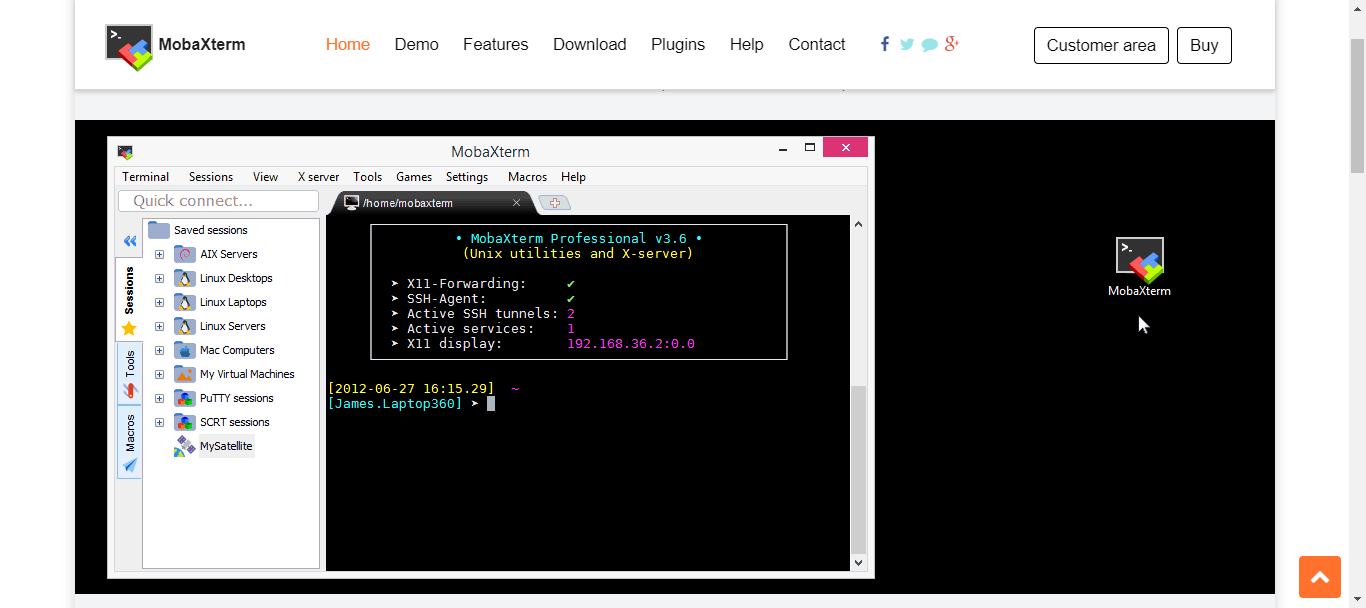 MobaXterm
Home Demo Features Download Plugins Help Contact
Customer area Buy
MobaXterm
Terminal Sessions View X server Tools Games Settings Macros Help
Quick connect...
/home/mobaxterm
Sessions
Tools
Macros
Saved sessions
AIX Servers
Linux Desktops
Linux Laptops
Linux Servers
Mac Computers
My Virtual Machines
PuTTY sessions
SCRT sessions
MySatellite
• MobaXterm Professional v3.6 •
(Unix utilities and X-server)
➤ X11-Forwarding: ✔
➤ SSH-Agent: ✔
➤ Active SSH tunnels: 2
➤ Active services: 1
➤ X11 display: 192.168.36.2:0.0
[2012-06-27 16:15.29] ~
[James.Laptop360] ➤
MobaXterm